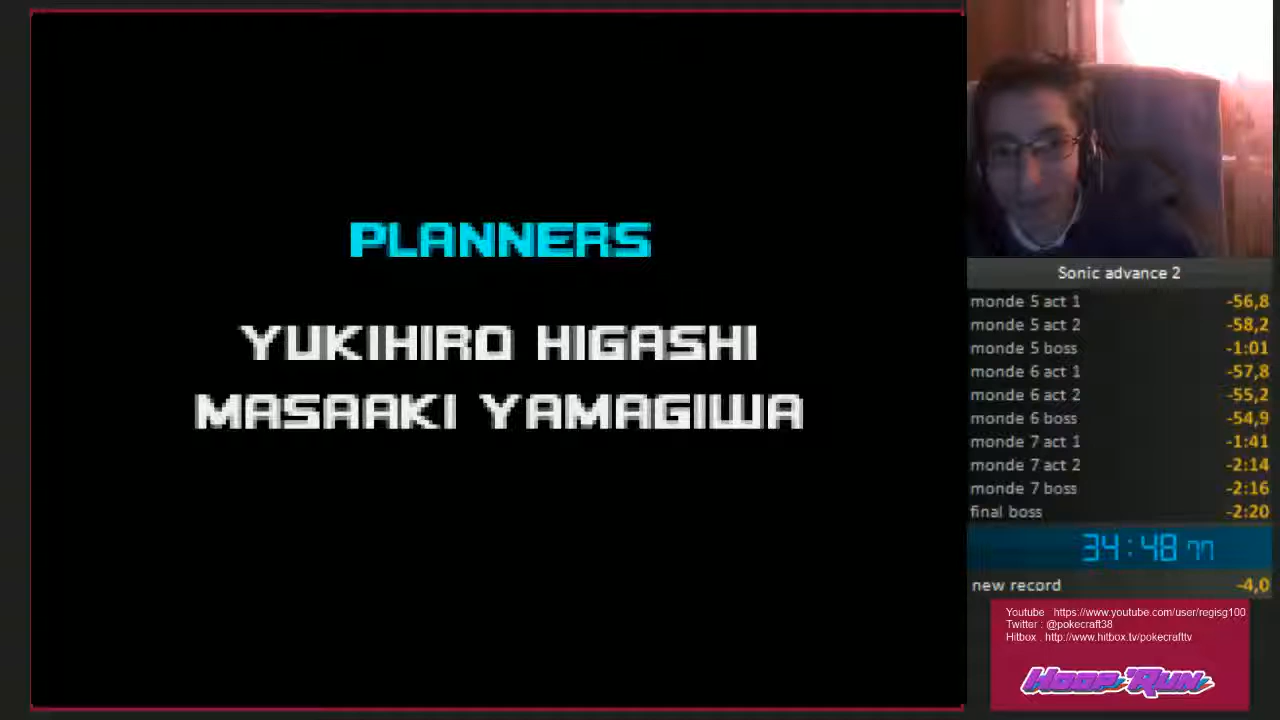 PLANNERS
YUKIHIRO HIGASHI
MASAAKI YAMAGIWA
Sonic advance 2
monde 5 act 1 -56,8
monde 5 act 2 -58,2
monde 5 boss -1:01
monde 6 act 1 -57,8
monde 6 act 2 -55,2
monde 6 boss -54,9
monde 7 act 1 -1:41
monde 7 act 2 -2:14
monde 7 boss -2:16
final boss -2:20
34:48 77
new record -4,0
Youtube https://www.youtube.com/user/regisg100
Twitter : @pokecraft38
Hitbox : http://www.hitbox.tv/pokecrafttv
HOOP'RUN